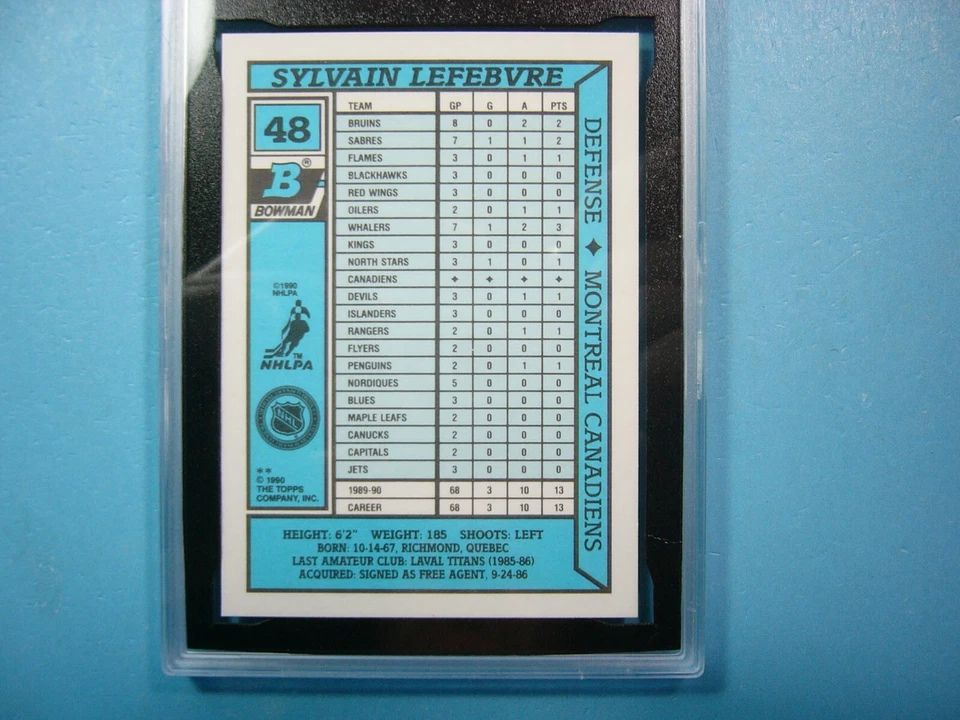 SYLVAIN LEFEBVRE
48
B®
BOWMAN
©1990
NHLPA
TM
NHLPA
NHL
**
© 1990
THE TOPPS
COMPANY, INC.
TEAM GP G A PTS
BRUINS 8 0 2 2
SABRES 7 1 1 2
FLAMES 3 0 1 1
BLACKHAWKS 3 0 0 0
RED WINGS 3 0 0 0
OILERS 2 0 1 1
WHALERS 7 1 2 3
KINGS 3 0 0 0
NORTH STARS 3 1 0 1
CANADIENS ✦ ✦ ✦ ✦
DEVILS 3 0 1 1
ISLANDERS 3 0 0 0
RANGERS 2 0 1 1
FLYERS 2 0 0 0
PENGUINS 2 0 1 1
NORDIQUES 5 0 0 0
BLUES 3 0 0 0
MAPLE LEAFS 2 0 0 0
CANUCKS 2 0 0 0
CAPITALS 2 0 0 0
JETS 3 0 0 0
1989-90 68 3 10 13
CAREER 68 3 10 13
DEFENSE ✦ MONTREAL CANADIENS
HEIGHT: 6'2" WEIGHT: 185 SHOOTS: LEFT
BORN: 10-14-67, RICHMOND, QUEBEC
LAST AMATEUR CLUB: LAVAL TITANS (1985-86)
ACQUIRED: SIGNED AS FREE AGENT, 9-24-86